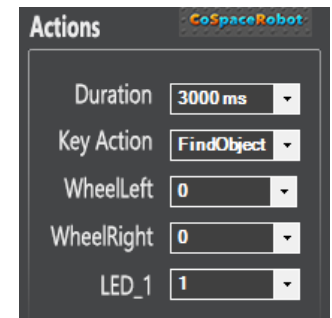 Actions
CoSpaceRobot
Duration 3000 ms
Key Action FindObject
WheelLeft 0
WheelRight 0
LED_1 1